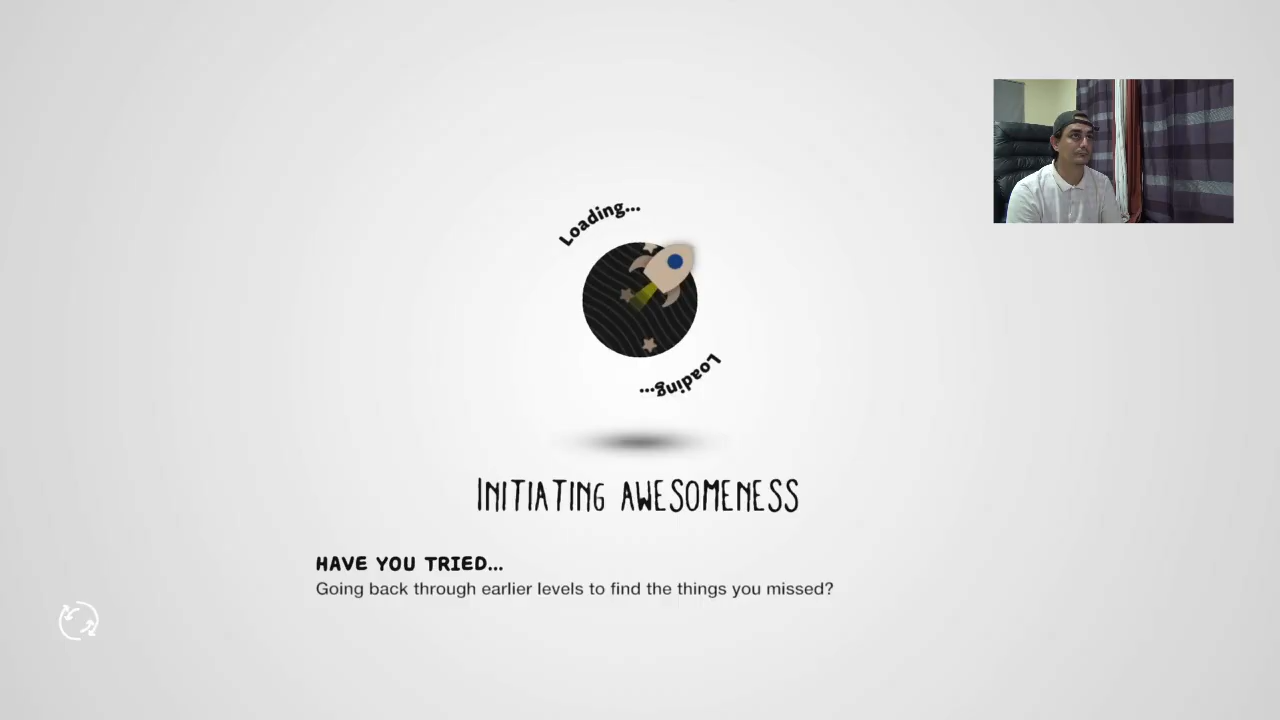 Loading...
Loading...
INITIATING AWESOMENESS
HAVE YOU TRIED...
Going back through earlier levels to find the things you missed?